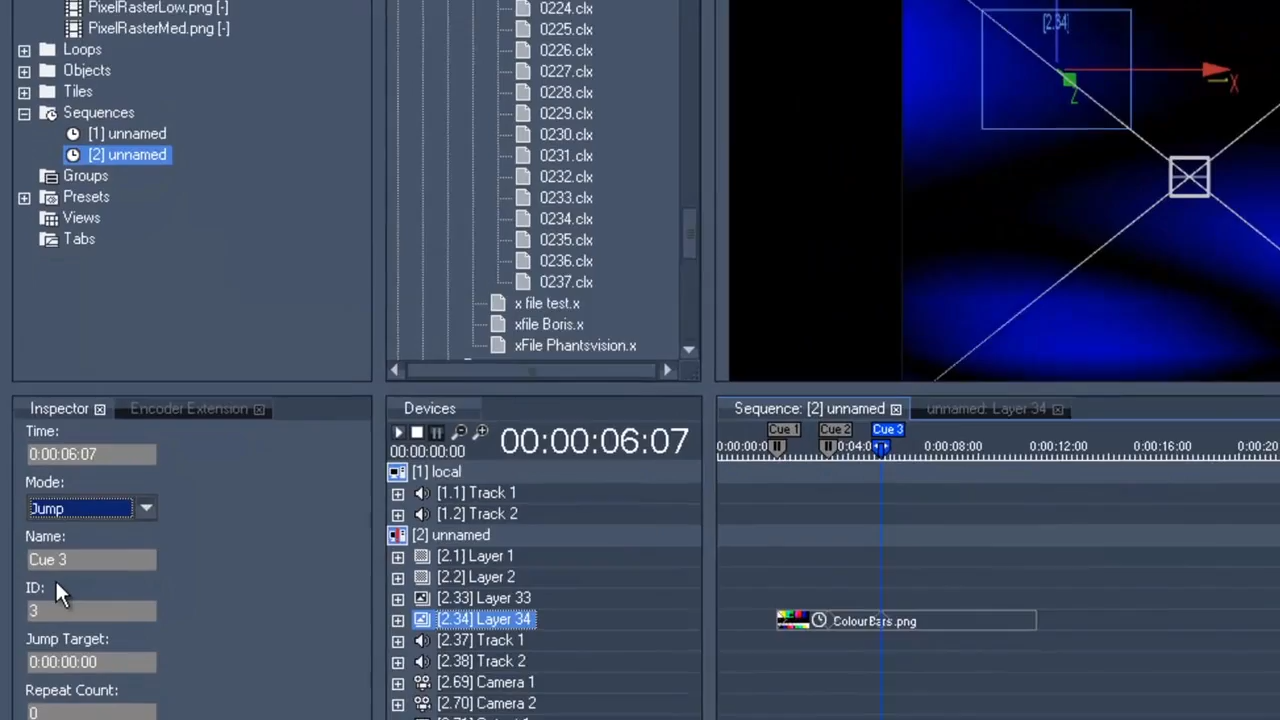 PixelRasterLow.png [-]
PixelRasterMed.png [-]
Loops
Objects
Tiles
Sequences
[1] unnamed
[2] unnamed
Groups
Presets
Views
Tabs
0224.clx
0225.clx
0226.clx
0227.clx
0228.clx
0229.clx
0230.clx
0231.clx
0232.clx
0233.clx
0234.clx
0235.clx
0236.clx
0237.clx
x file test.x
xfile Boris.x
xFile Phantsvision.x
[2.34]
X
Z
Inspector
Encoder Extension
Time:
0:00:06:07
Mode:
Jump
Name:
Cue 3
ID:
3
Jump Target:
0:00:00:00
Repeat Count:
0
Devices
00:00:06:07
00:00:00:00
[1] local
[1.1] Track 1
[1.2] Track 2
[2] unnamed
[2.1] Layer 1
[2.2] Layer 2
[2.33] Layer 33
[2.34] Layer 34
[2.37] Track 1
[2.38] Track 2
[2.69] Camera 1
[2.70] Camera 2
Sequence: [2] unnamed
unnamed: Layer 34
Cue 1
Cue 2
Cue 3
0:00:08:00
0:00:12:00
0:00:16:00
0:00:20
ColourBars.png